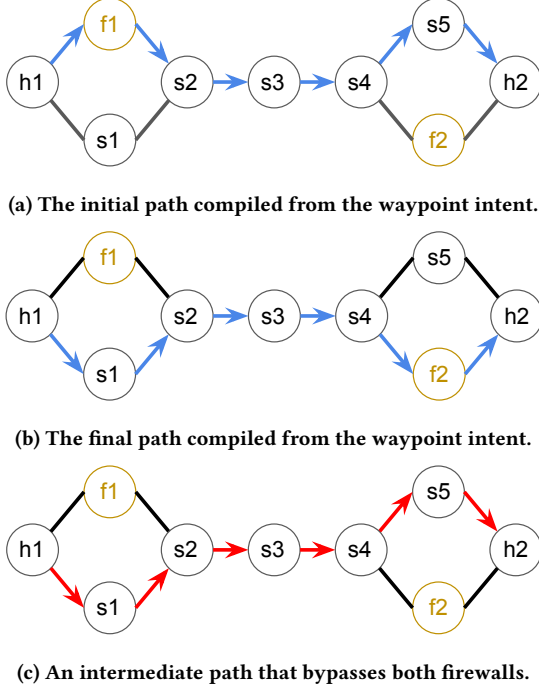 f1 s5
h1 s2 s3 s4 h2
s1 f2
(a) The initial path compiled from the waypoint intent.
f1 s5
h1 s2 s3 s4 h2
s1 f2
(b) The final path compiled from the waypoint intent.
f1 s5
h1 s2 s3 s4 h2
s1 f2
(c) An intermediate path that bypasses both firewalls.